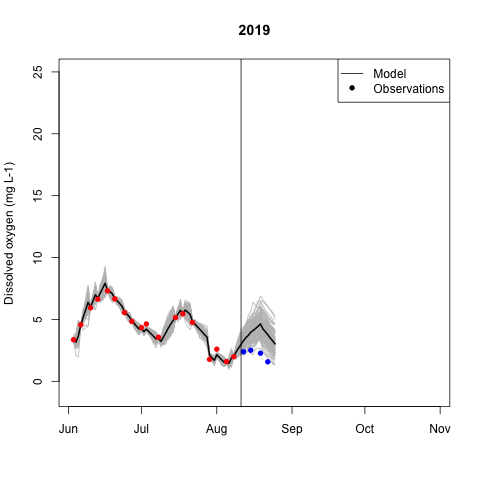 2019
Model
Observations
Dissolved oxygen (mg L-1)
25
20
15
10
5
0
Jun Jul Aug Sep Oct Nov